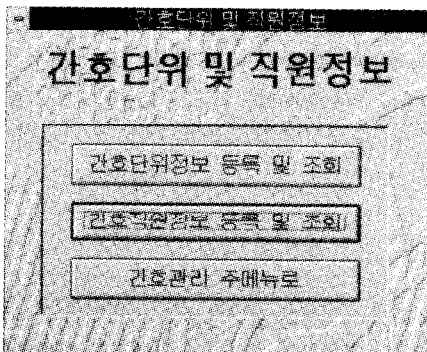 간호단위 및 직원정보
간호단위 및 직원정보
간호단위정보 등록 및 조회
간호직원정보 등록 및 조회
간호관리 주메뉴로